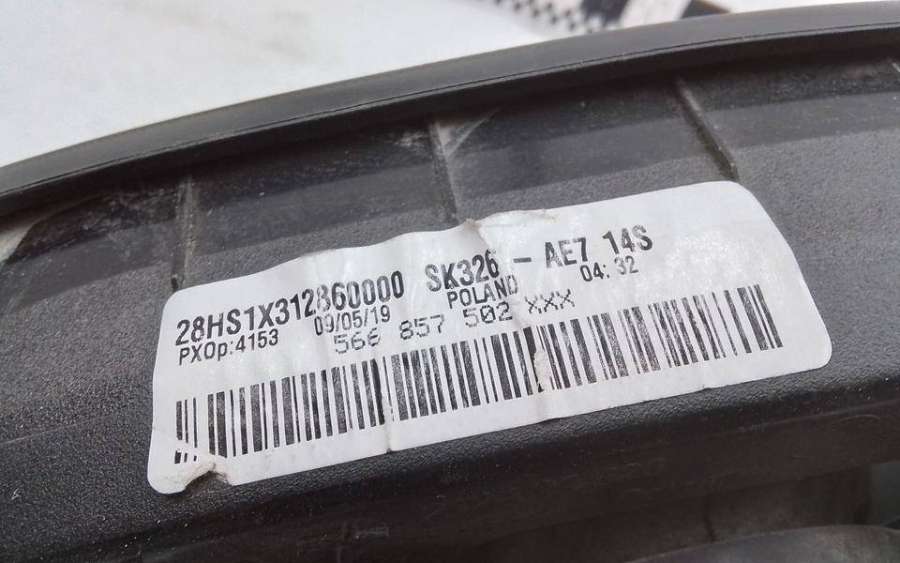 28HS1X312860000 SK326 - AE7 14S
PXOp:4153 09/05/19 POLAND 04:32
566 857 502 XXX